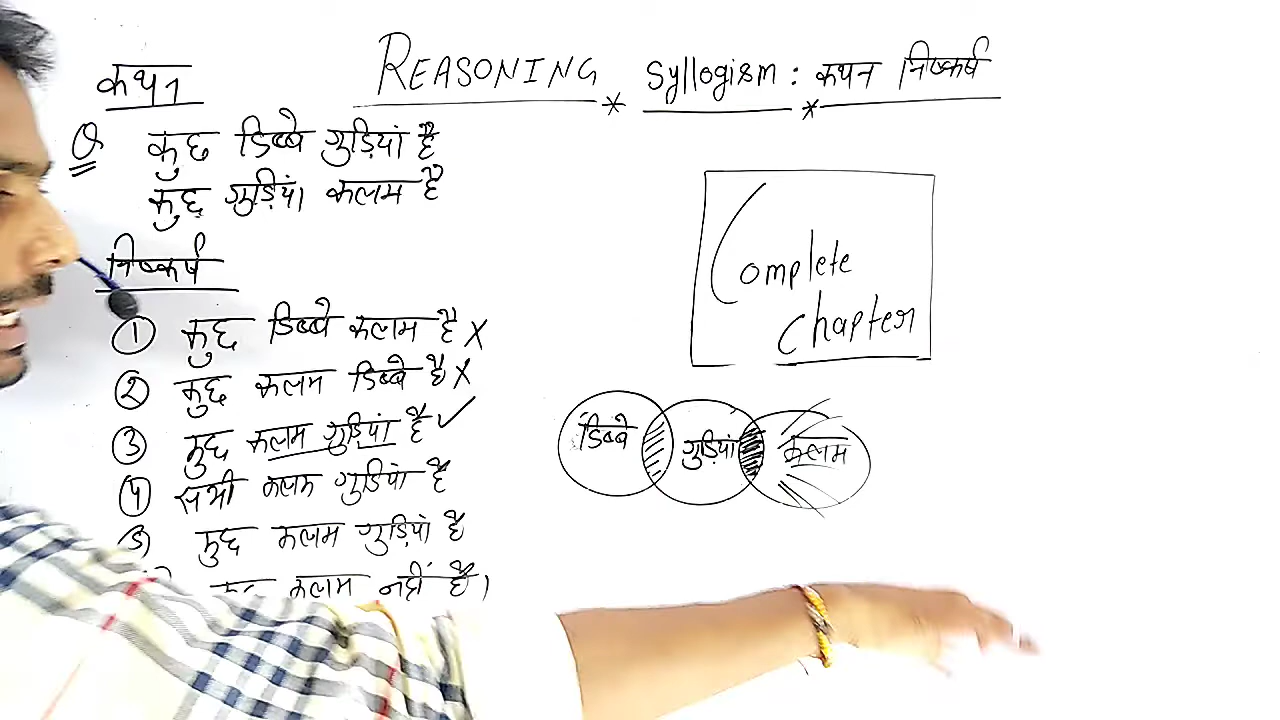 REASONING * Syllogism : * कथन निष्कर्ष
कथन
Q कुछ डिब्बे गुड़ियां है
कुछ गुड़ियां कलम है
निष्कर्ष
① कुछ डिब्बे कलम है X
② कुछ कलम डिब्बे है X
③ कुछ कलम गुड़ियां है ✓
④ सभी कलम गुडियां है
कुछ कलम गुड़ियां है
कलम नहीं है।
Complete
Chapter
डिब्बे गुड़ियां कलम